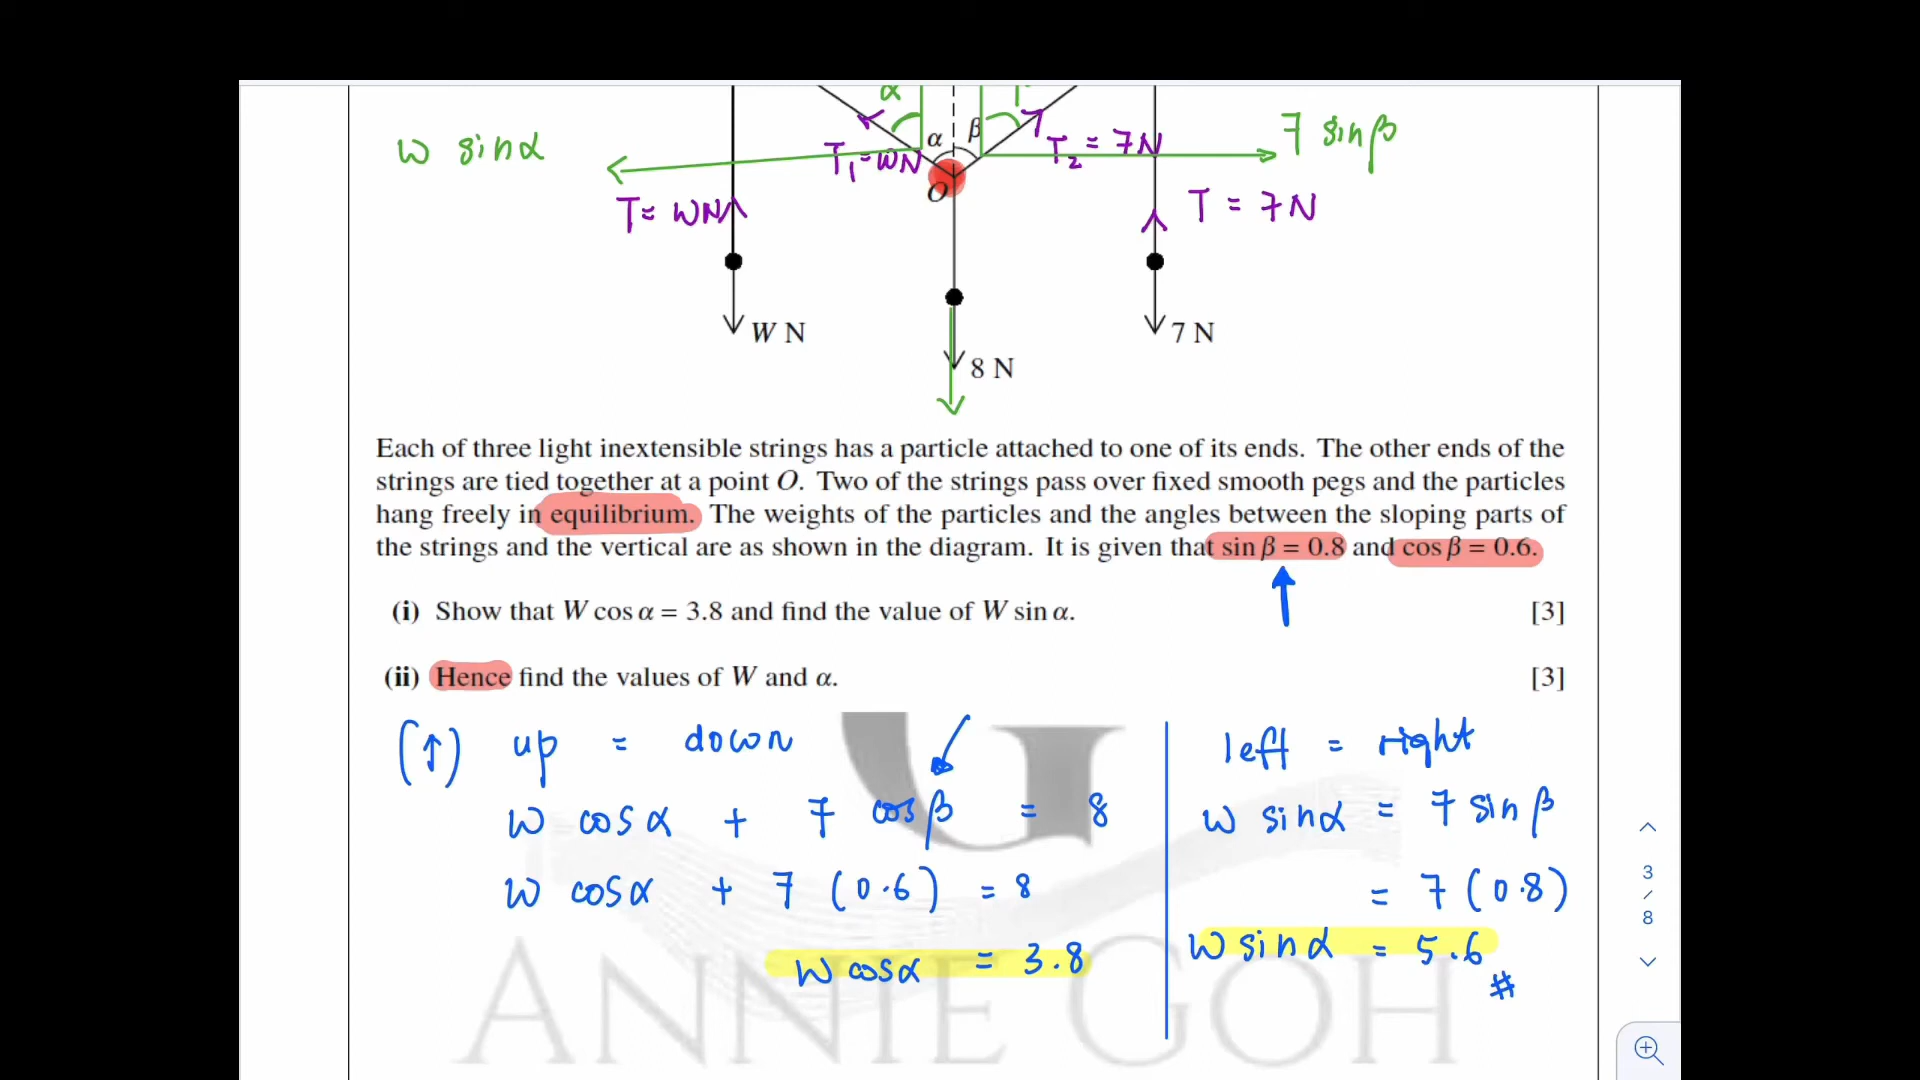 α
w sinα
α
β
T₁=WN
T₂ = 7N
7 sinβ
O
T= WN
T = 7N
W N
7 N
8 N
Each of three light inextensible strings has a particle attached to one of its ends. The other ends of the
strings are tied together at a point O. Two of the strings pass over fixed smooth pegs and the particles
hang freely in equilibrium. The weights of the particles and the angles between the sloping parts of
the strings and the vertical are as shown in the diagram. It is given that sin β = 0.8 and cos β = 0.6.
(i) Show that W cos α = 3.8 and find the value of W sin α. [3]
(ii) Hence find the values of W and α. [3]
(↑) up = down
w cosα + 7 cosβ = 8
w cosα + 7 (0.6) = 8
w cosα = 3.8
left = right
w sinα = 7 sinβ
= 7 (0.8)
w sinα = 5.6 #
G
ANNIE GOH
3
/
8